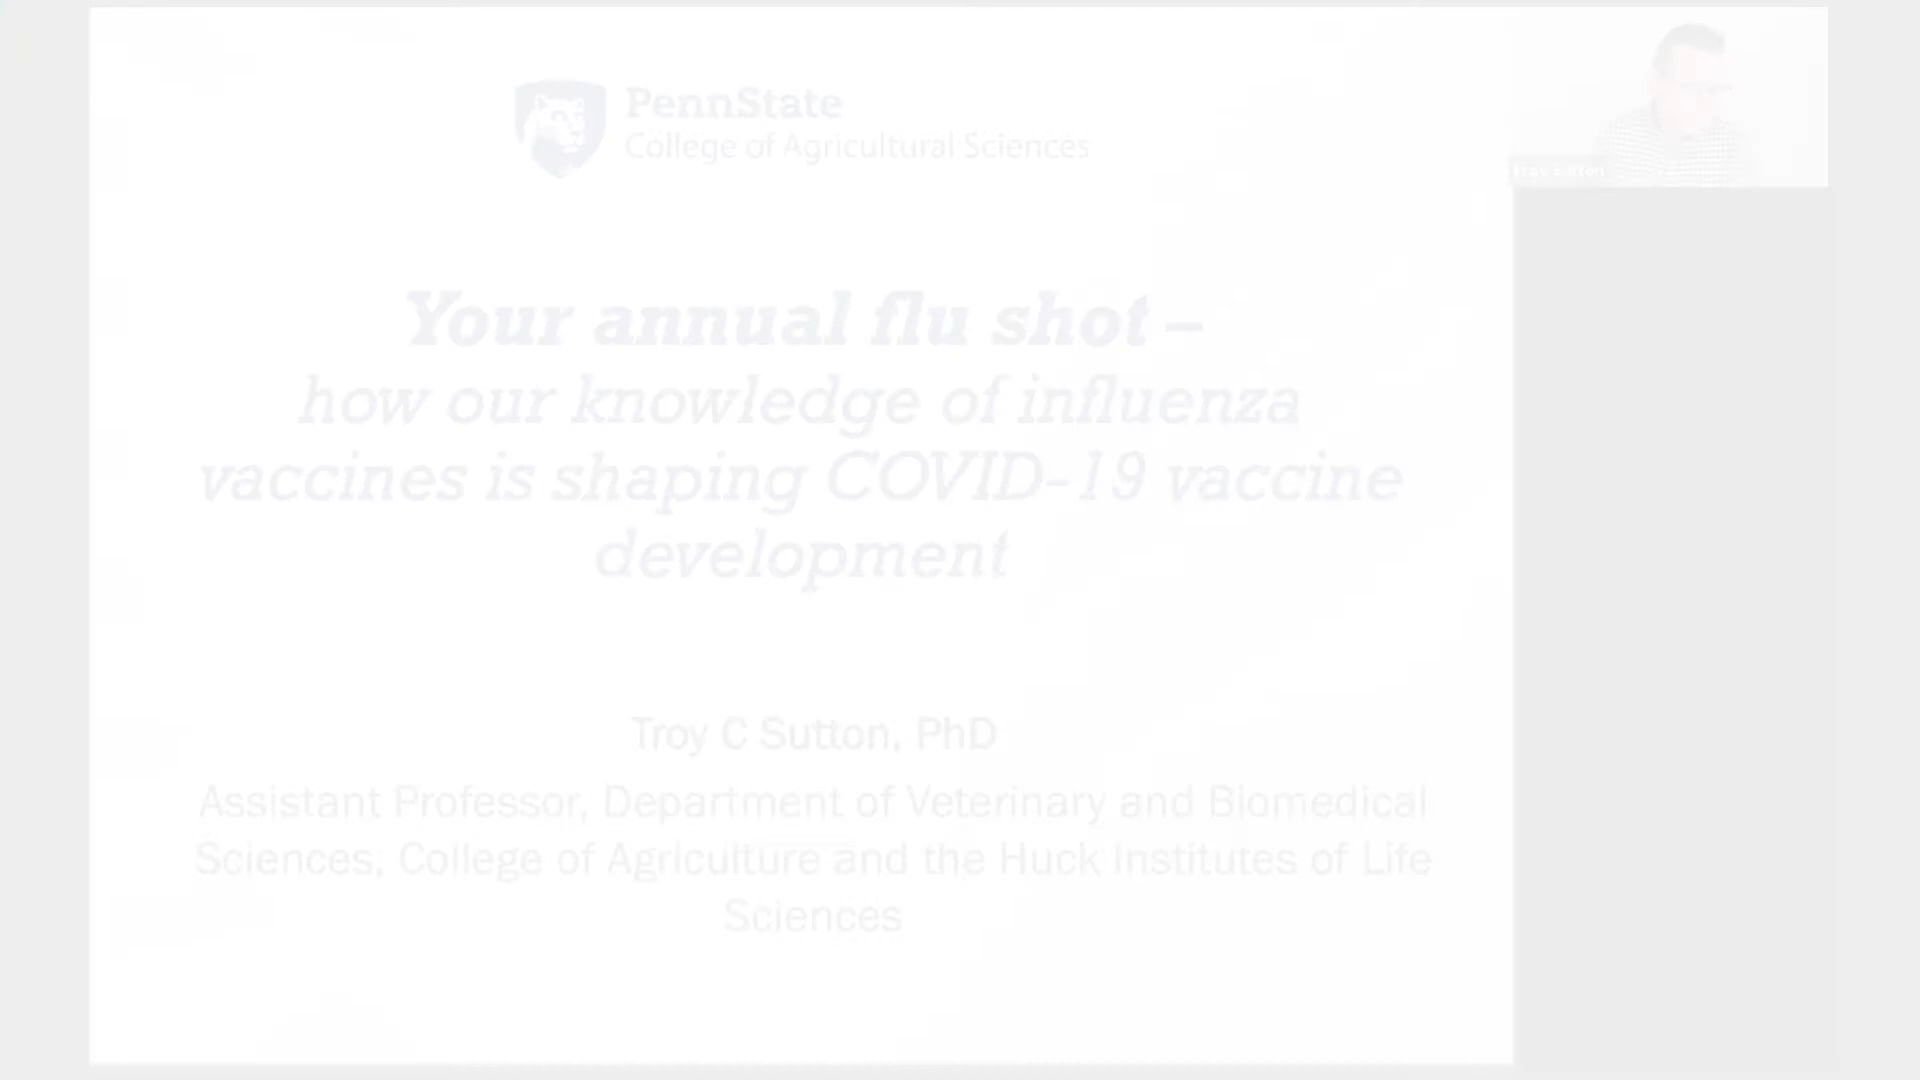 PennState
College of Agricultural Sciences
Troy Sutton
Your annual flu shot –
how our knowledge of influenza
vaccines is shaping COVID-19 vaccine
development
Troy C Sutton, PhD
Assistant Professor, Department of Veterinary and Biomedical
Sciences, College of Agriculture and the Huck Institutes of Life
Sciences